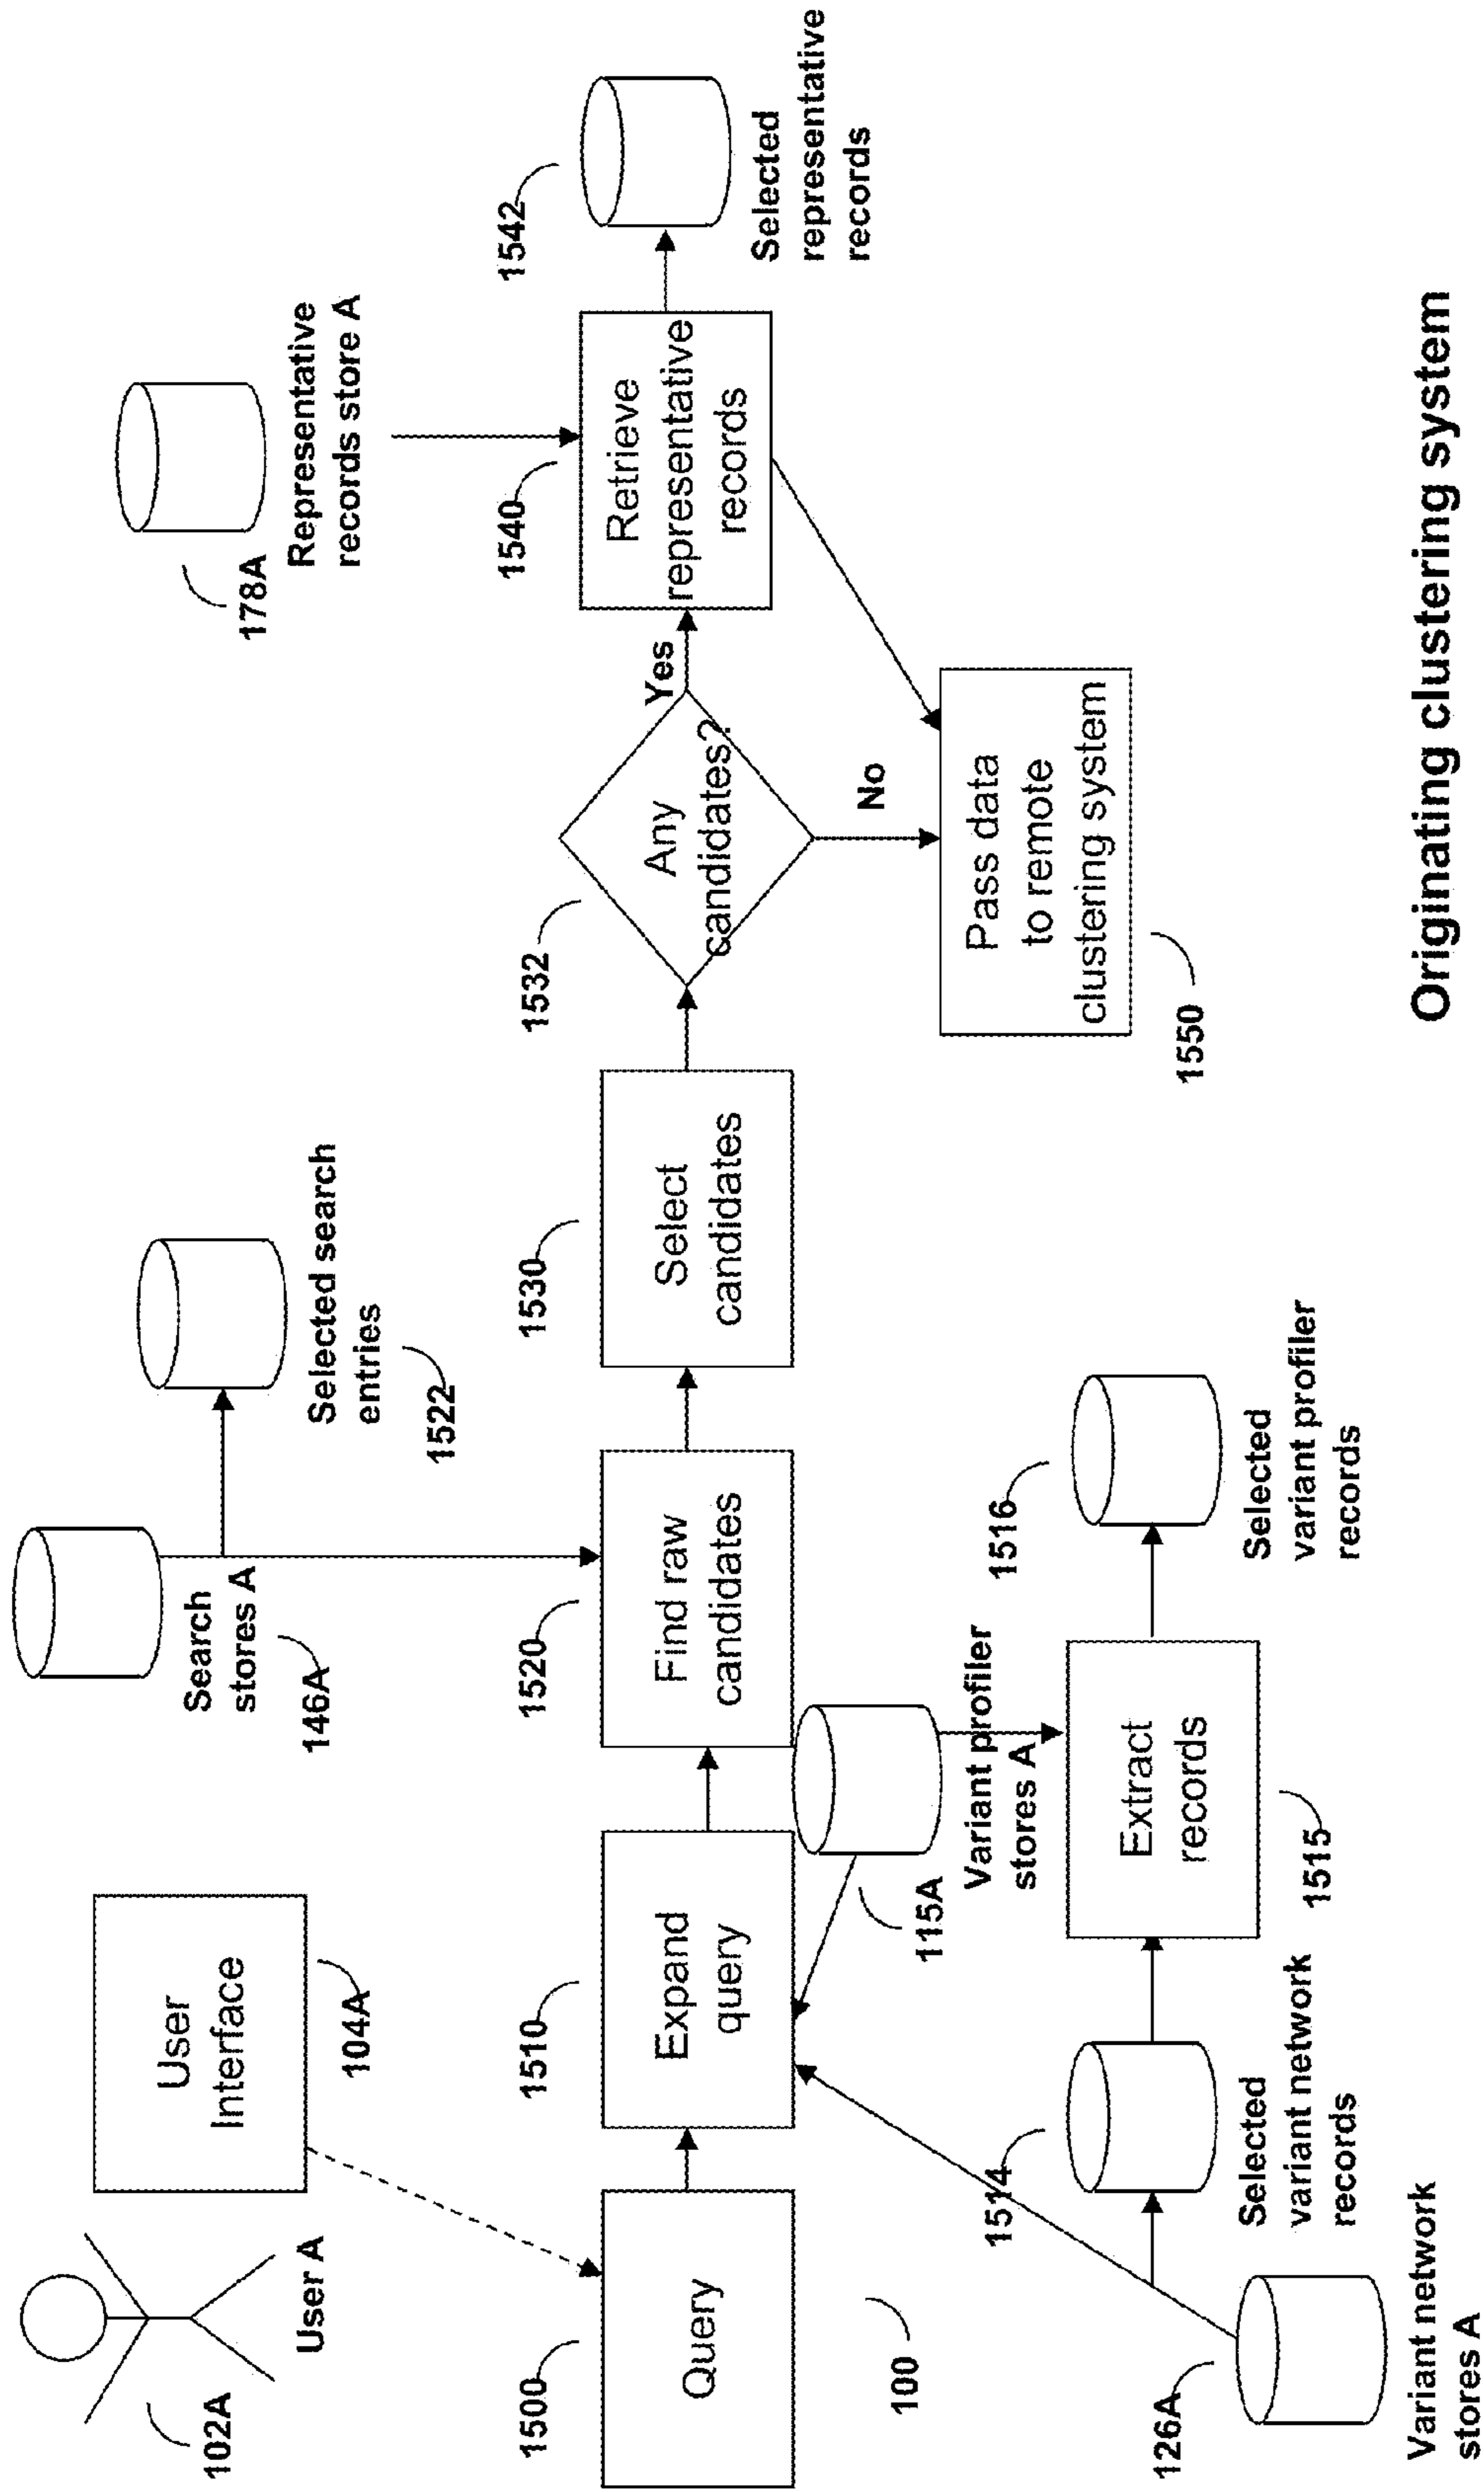 102A
User A
User
Interface
104A
Search
stores A
146A
Selected search
entries
1522
178A
Representative
records store A
1500
Query
100
1510
Expand
query
1520
Find raw
candidates
1530
Select
candidates
1532
Any
candidates?
Yes
No
1540
Retrieve
representative
records
1542
Selected
representative
records
115A
Variant profiler
stores A
126A
Variant network
stores A
1514
Selected
variant network
records
Extract
records
1515
1516
Selected
variant profiler
records
Pass data
to remote
clustering system
1550
Originating clustering system